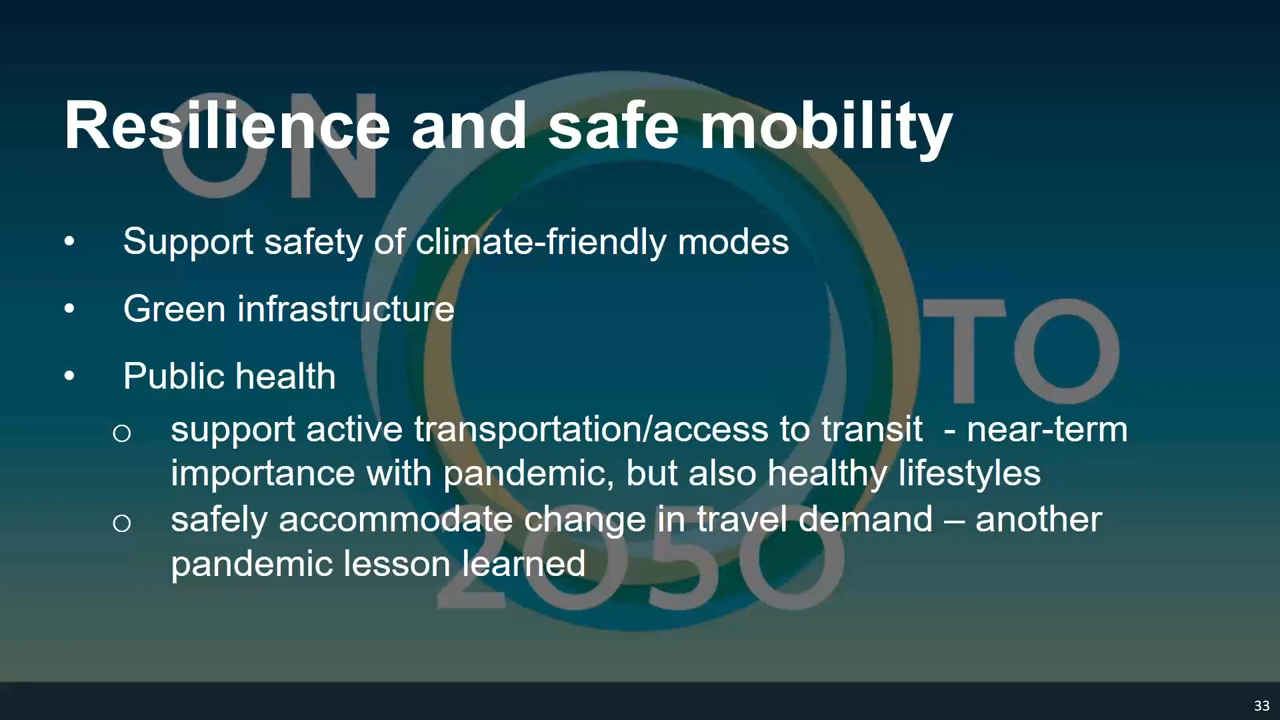 Resilience and safe mobility
ON
• Support safety of climate-friendly modes
• Green infrastructure
TO
• Public health
o support active transportation/access to transit  - near-term
importance with pandemic, but also healthy lifestyles
o safely accommodate change in travel demand – another
pandemic lesson learned
2050
33